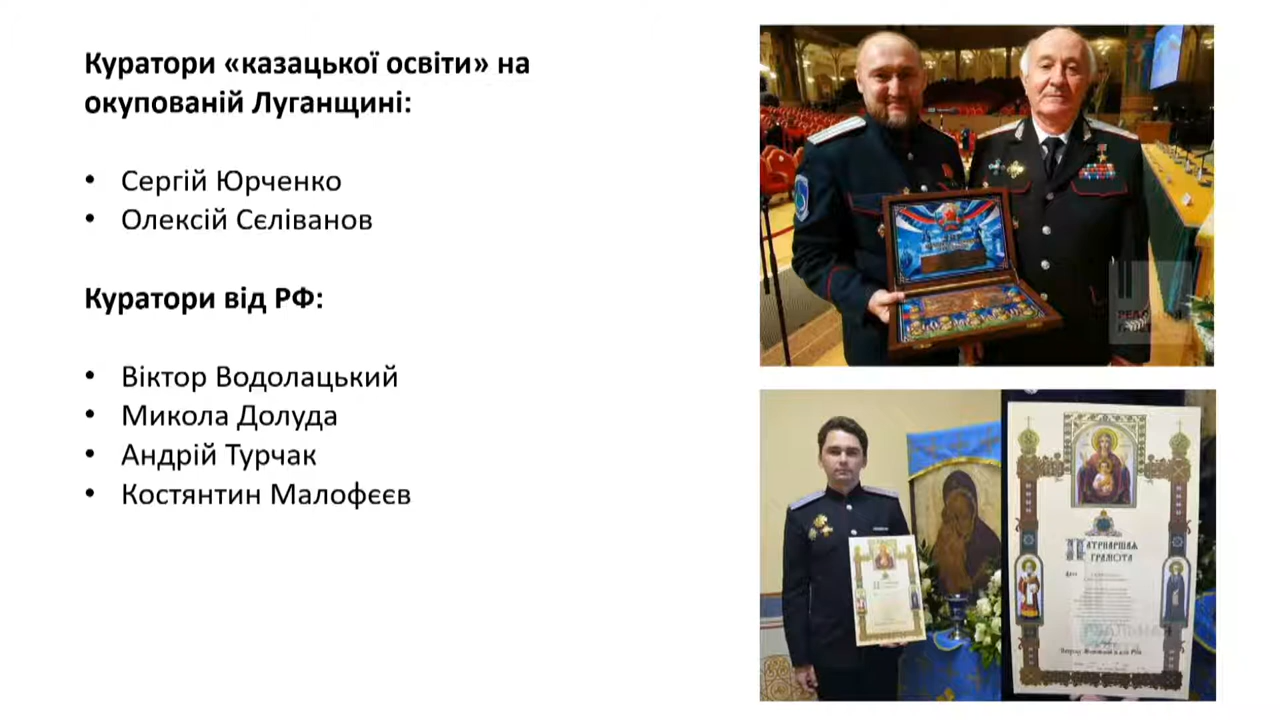 Куратори «казацької освіти» на
окупованій Луганщині:
• Сергій Юрченко
• Олексій Сєліванов
Куратори від РФ:
• Віктор Водолацький
• Микола Долуда
• Андрій Турчак
• Костянтин Малофєєв
Патриаршая
грамота